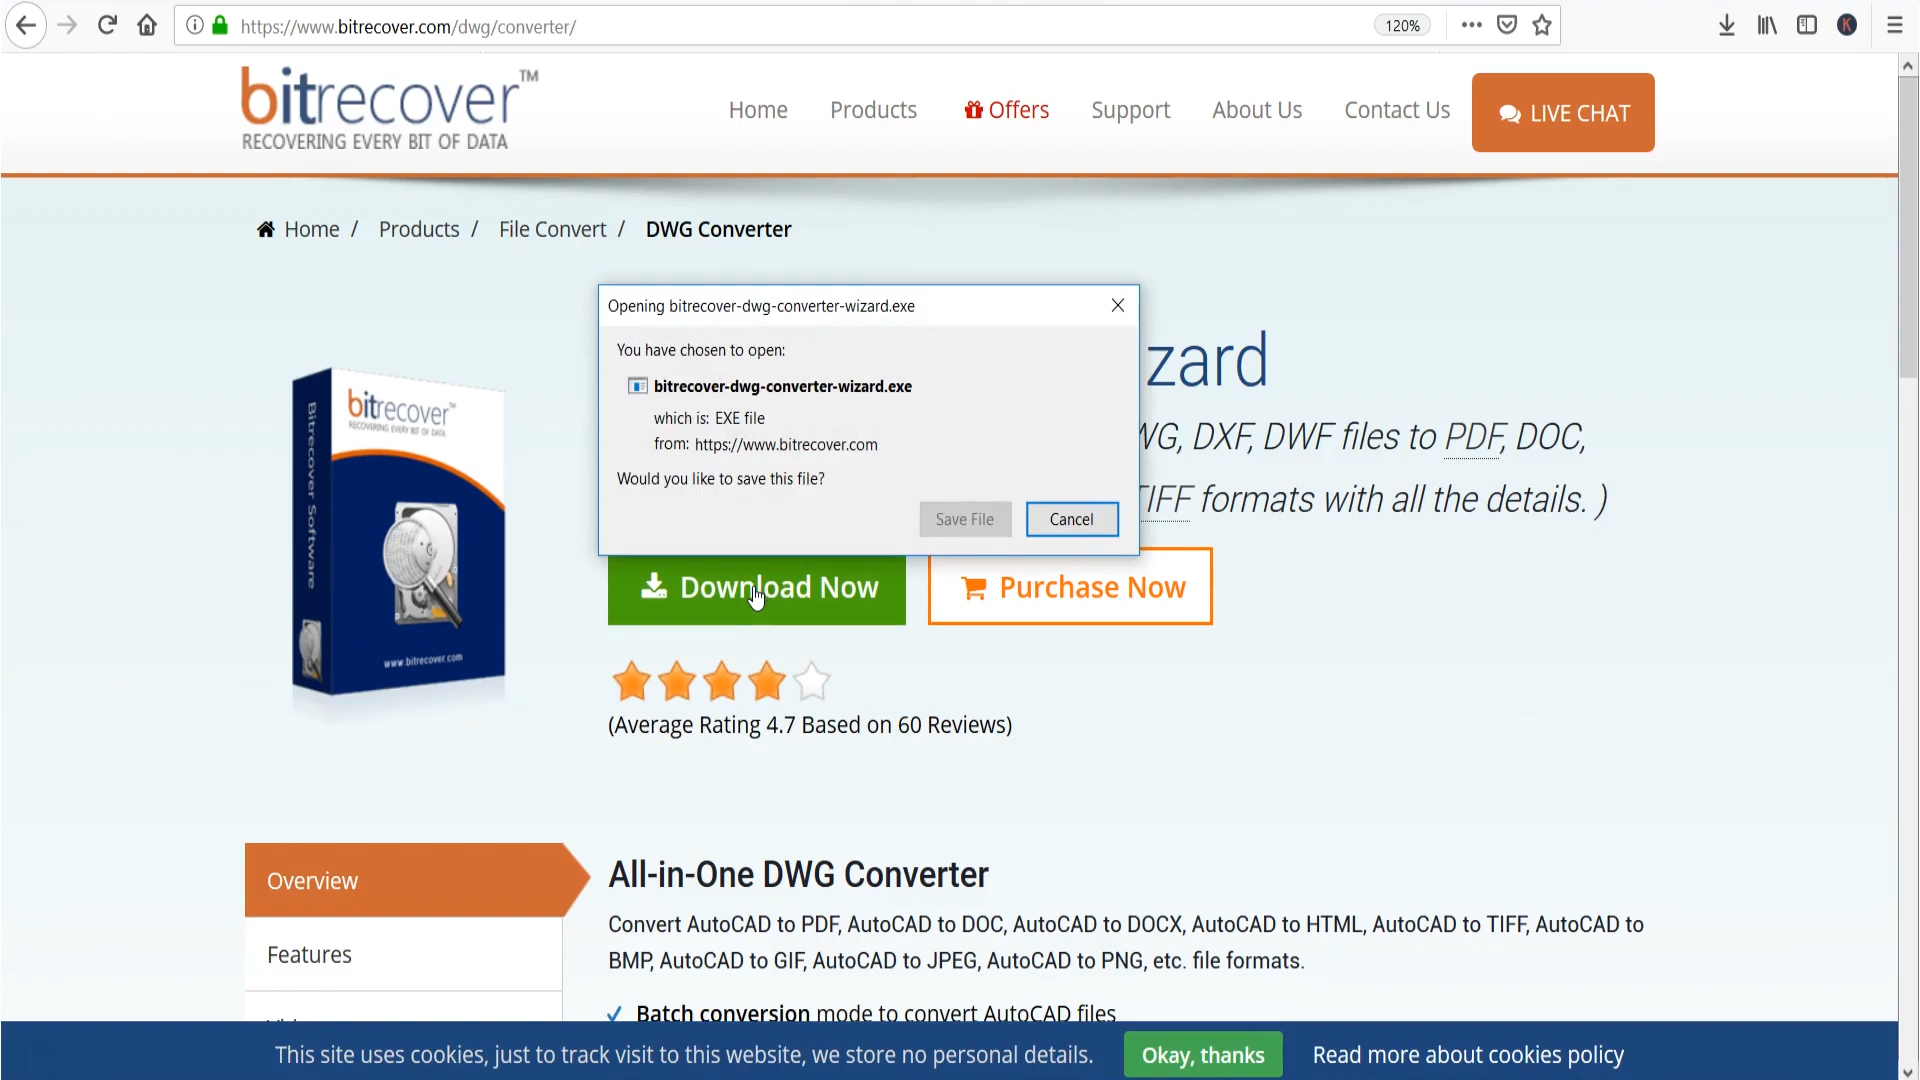 https://www.bitrecover.com/dwg/converter/
120%
K
bitrecover™
RECOVERING EVERY BIT OF DATA
Home
Products
Offers
Support
About Us
Contact Us
LIVE CHAT
Home / Products / File Convert / DWG Converter
Opening bitrecover-dwg-converter-wizard.exe
You have chosen to open:
bitrecover-dwg-converter-wizard.exe
which is: EXE file
from: https://www.bitrecover.com
Would you like to save this file?
Save File
Cancel
zard
WG, DXF, DWF files to PDF, DOC,
TIFF formats with all the details. )
Bitrecover Software
bitrecover™
RECOVERING EVERY BIT OF DATA
www.bitrecover.com
Download Now
Purchase Now
(Average Rating 4.7 Based on 60 Reviews)
Overview
Features
All-in-One DWG Converter
Convert AutoCAD to PDF, AutoCAD to DOC, AutoCAD to DOCX, AutoCAD to HTML, AutoCAD to TIFF, AutoCAD to
BMP, AutoCAD to GIF, AutoCAD to JPEG, AutoCAD to PNG, etc. file formats.
Batch conversion mode to convert AutoCAD files
This site uses cookies, just to track visit to this website, we store no personal details.
Okay, thanks
Read more about cookies policy